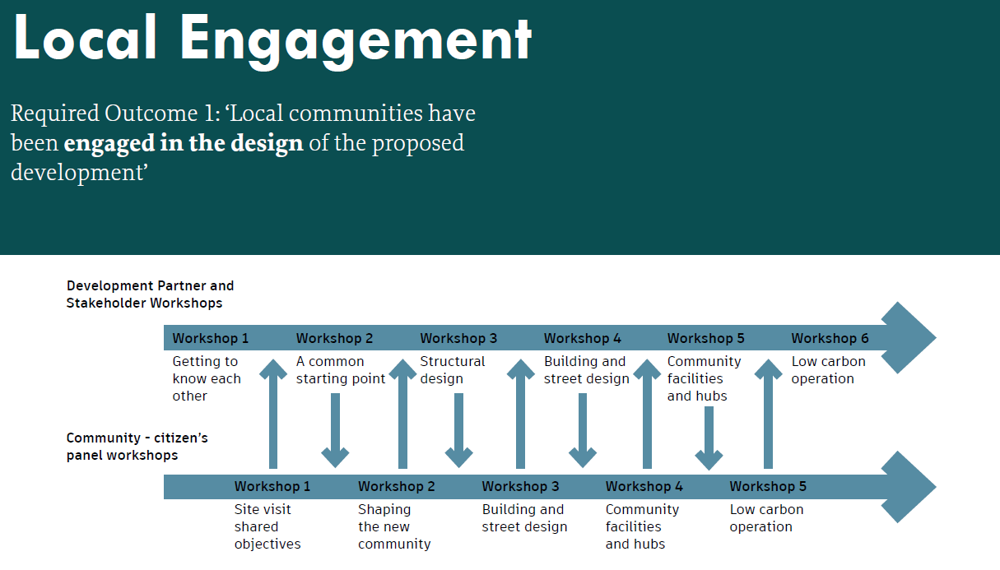 Local Engagement
Required Outcome 1: ‘Local communities have
been engaged in the design of the proposed
development’
Development Partner and
Stakeholder Workshops
Workshop 1
Getting to
know each
other
Workshop 2
A common
starting point
Workshop 3
Structural
design
Workshop 4
Building and
street design
Workshop 5
Community
facilities
and hubs
Workshop 6
Low carbon
operation
Community - citizen’s
panel workshops
Workshop 1
Site visit
shared
objectives
Workshop 2
Shaping
the new
community
Workshop 3
Building and
street design
Workshop 4
Community
facilities
and hubs
Workshop 5
Low carbon
operation